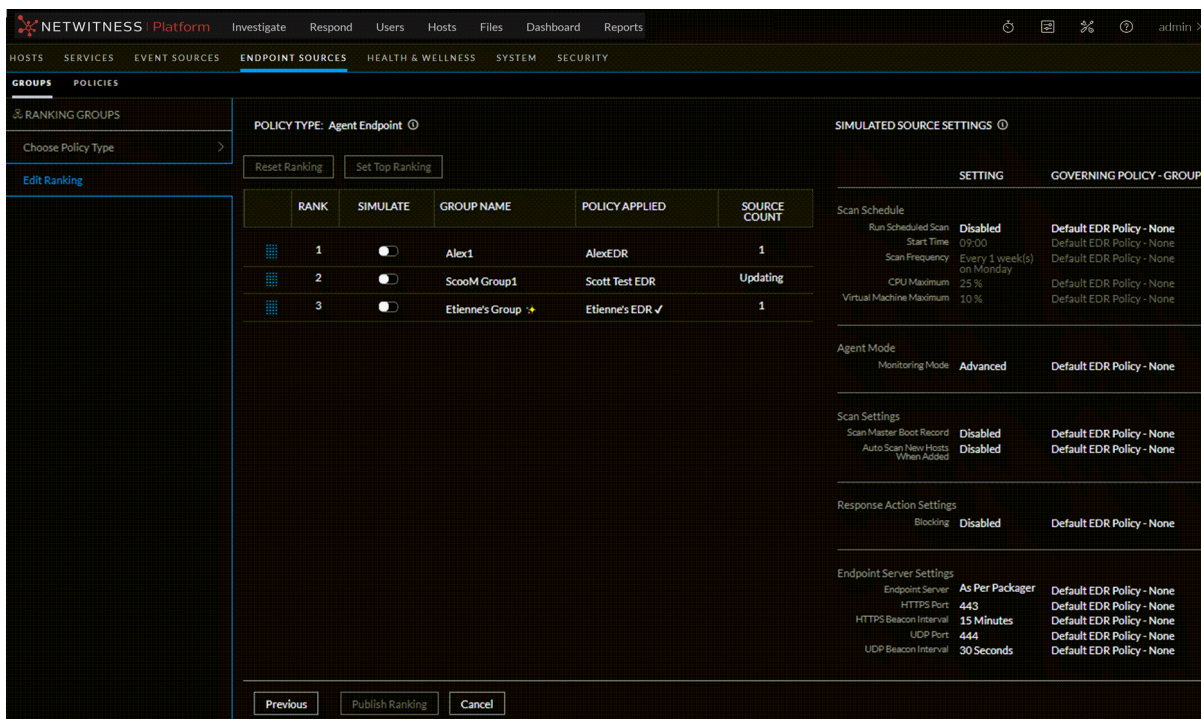 NETWITNESS Platform Investigate Respond Users Hosts Files Dashboard Reports admin
HOSTS SERVICES EVENT SOURCES ENDPOINT SOURCES HEALTH & WELLNESS SYSTEM SECURITY
GROUPS POLICIES
RANKING GROUPS
Choose Policy Type
Edit Ranking
POLICY TYPE: Agent Endpoint
Reset Ranking Set Top Ranking
RANK SIMULATE GROUP NAME POLICY APPLIED SOURCE COUNT
1 Alex1 AlexEDR 1
2 ScooM Group1 Scott Test EDR Updating
3 Etienne's Group ✨ Etienne's EDR ✓ 1
SIMULATED SOURCE SETTINGS
SETTING GOVERNING POLICY - GROUP
Scan Schedule
Run Scheduled Scan Disabled Default EDR Policy - None
Start Time 09:00 Default EDR Policy - None
Scan Frequency Every 1 week(s) on Monday Default EDR Policy - None
CPU Maximum 25 % Default EDR Policy - None
Virtual Machine Maximum 10 % Default EDR Policy - None
Agent Mode
Monitoring Mode Advanced Default EDR Policy - None
Scan Settings
Scan Master Boot Record Disabled Default EDR Policy - None
Auto Scan New Hosts When Added Disabled Default EDR Policy - None
Response Action Settings
Blocking Disabled Default EDR Policy - None
Endpoint Server Settings
Endpoint Server As Per Packager Default EDR Policy - None
HTTPS Port 443 Default EDR Policy - None
HTTPS Beacon Interval 15 Minutes Default EDR Policy - None
UDP Port 444 Default EDR Policy - None
UDP Beacon Interval 30 Seconds Default EDR Policy - None
Previous Publish Ranking Cancel